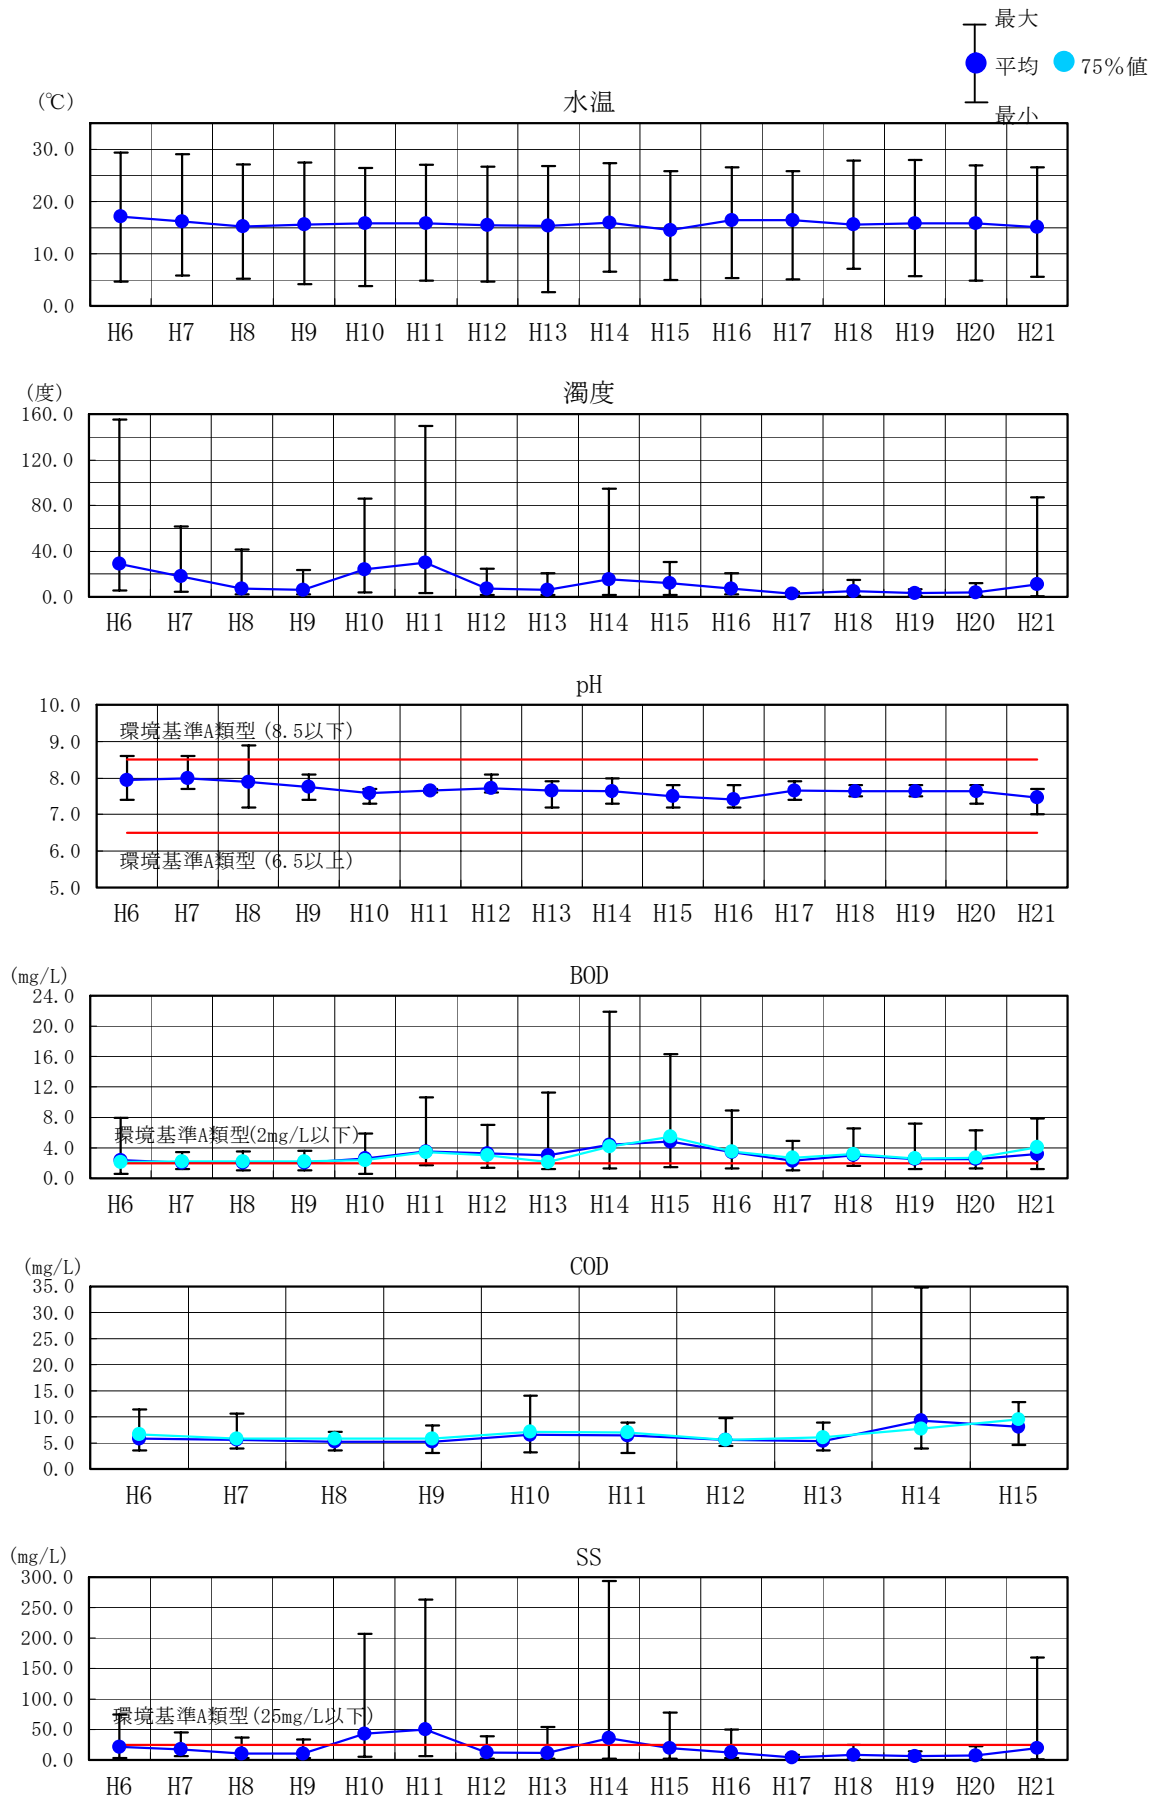 最大
平均 75%値
最小
(℃) 水温
30.0
20.0
10.0
0.0
H6 H7 H8 H9 H10 H11 H12 H13 H14 H15 H16 H17 H18 H19 H20 H21
(度) 濁度
160.0
120.0
80.0
40.0
0.0
H6 H7 H8 H9 H10 H11 H12 H13 H14 H15 H16 H17 H18 H19 H20 H21
pH
10.0
環境基準A類型(8.5以下)
9.0
8.0
7.0
6.0
環境基準A類型(6.5以上)
5.0
H6 H7 H8 H9 H10 H11 H12 H13 H14 H15 H16 H17 H18 H19 H20 H21
(mg/L) BOD
24.0
20.0
16.0
12.0
8.0
環境基準A類型(2mg/L以下)
4.0
0.0
H6 H7 H8 H9 H10 H11 H12 H13 H14 H15 H16 H17 H18 H19 H20 H21
(mg/L) COD
35.0
30.0
25.0
20.0
15.0
10.0
5.0
0.0
H6 H7 H8 H9 H10 H11 H12 H13 H14 H15
(mg/L) SS
300.0
250.0
200.0
150.0
100.0
環境基準A類型(25mg/L以下)
50.0
0.0
H6 H7 H8 H9 H10 H11 H12 H13 H14 H15 H16 H17 H18 H19 H20 H21